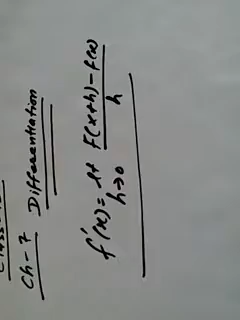 Ch-7 Differentiation
f'(x) = lt h→0 F(x+h) - f(x) / h